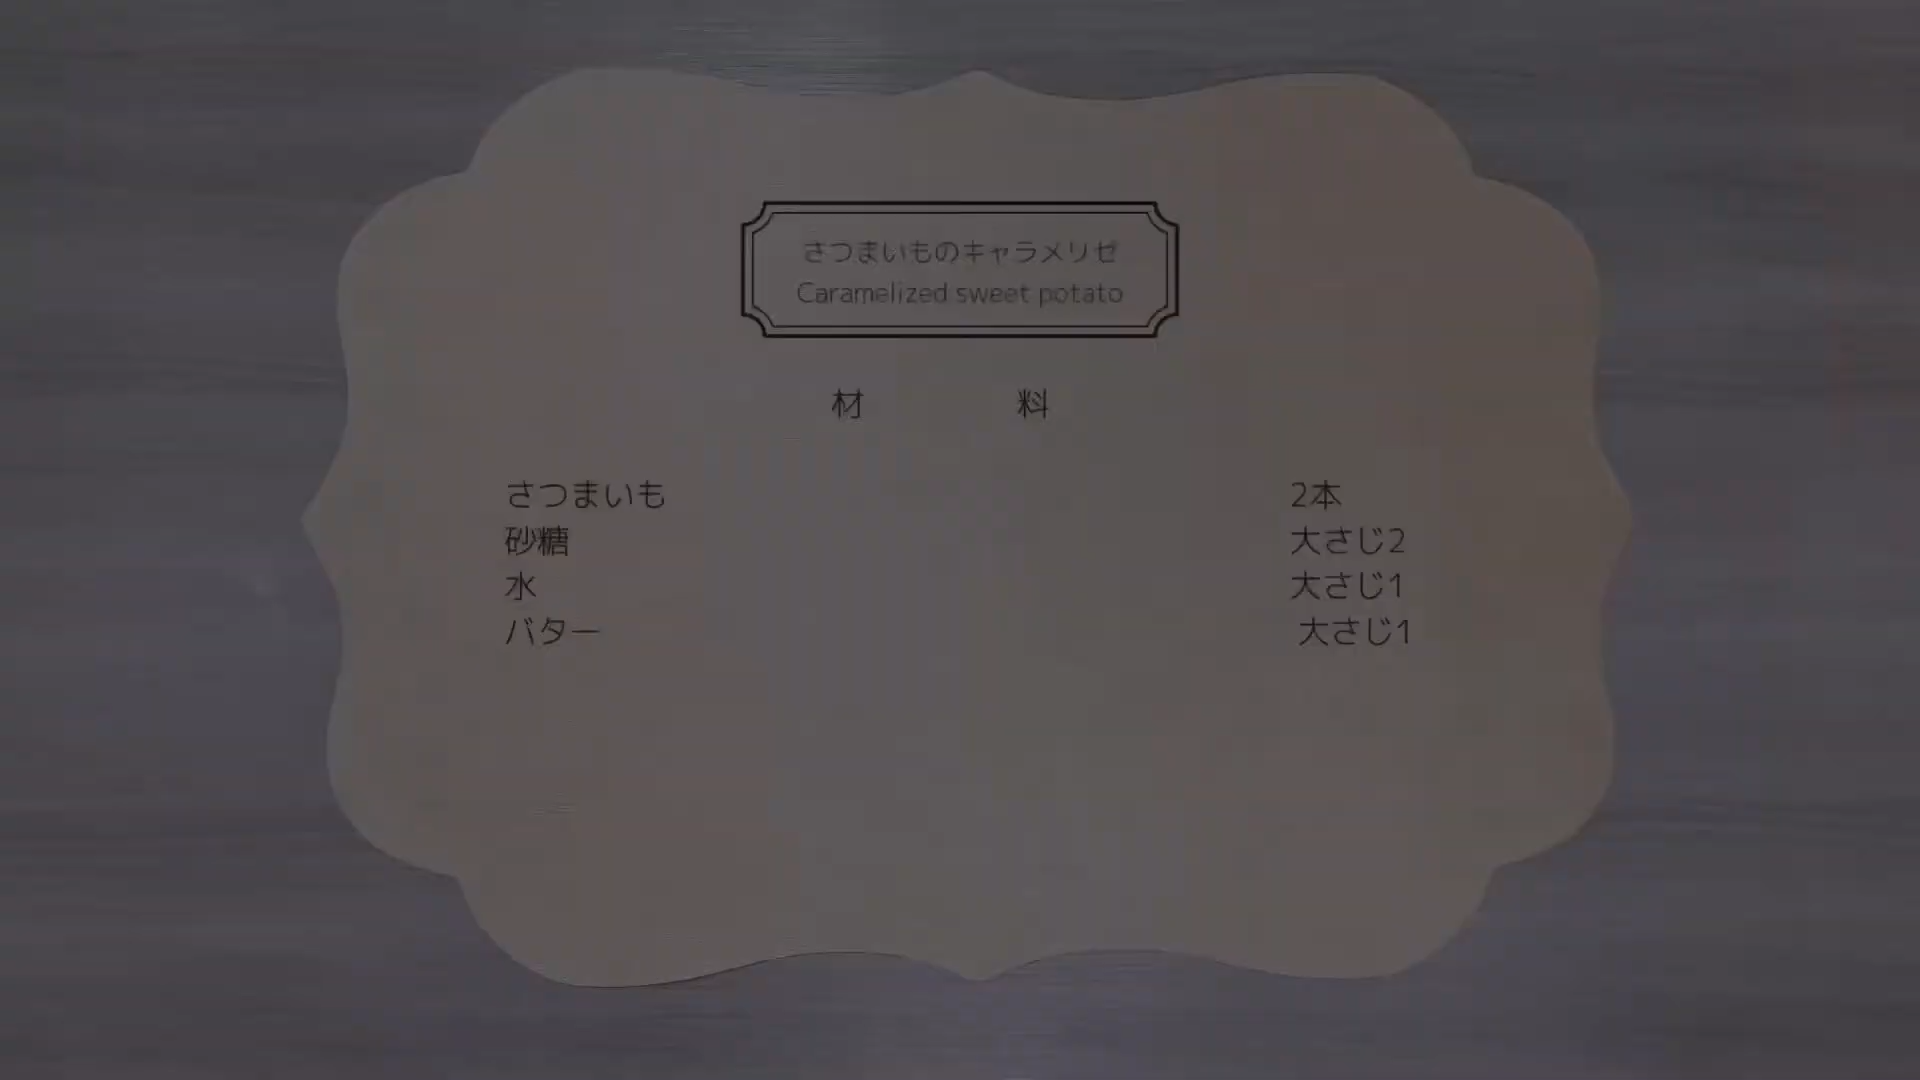 さつまいものキャラメリゼ
Caramelized sweet potato
材 料
さつまいも 2本
砂糖 大さじ2
水 大さじ1
バター 大さじ1